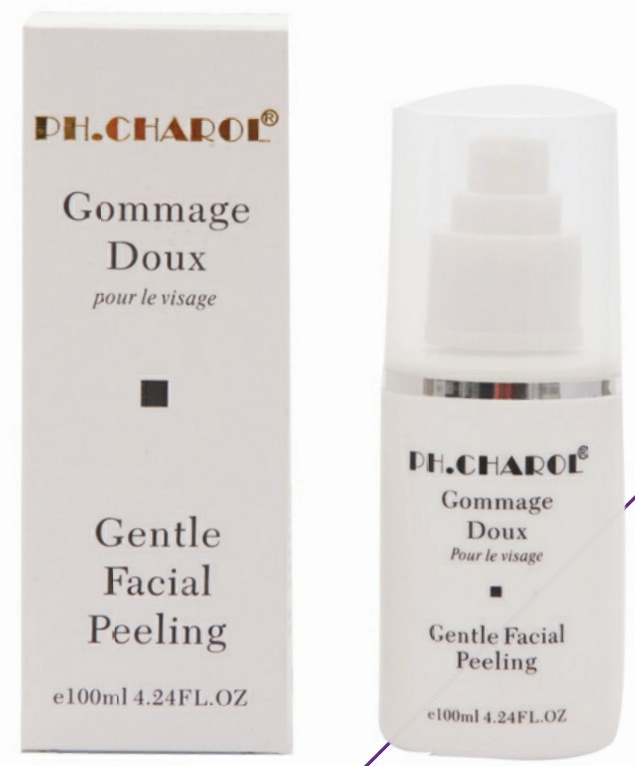 PH.CHAROL®
Gommage
Doux
pour le visage
Gentle
Facial
Peeling
e100ml 4.24FL.OZ
PH.CHAROL®
Gommage
Doux
Pour le visage
Gentle Facial
Peeling
e100ml 4.24FL.OZ